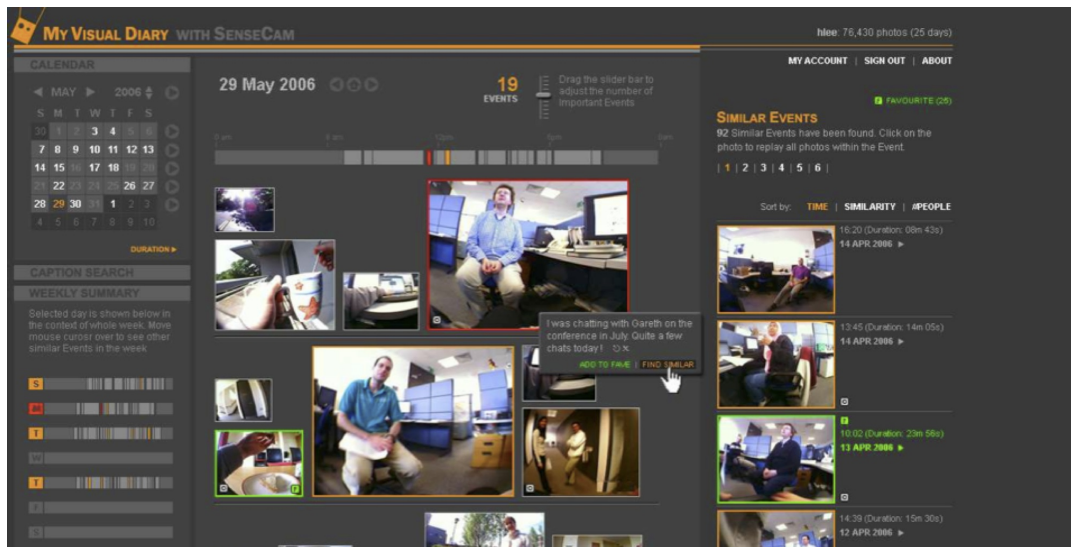 MY VISUAL DIARY WITH SENSECAM
hlee: 76,430 photos (25 days)
MY ACCOUNT | SIGN OUT | ABOUT
CALENDAR
MAY 2006
S M T W T F S
30 1 2 3 4 5 6
7 8 9 10 11 12 13
14 15 16 17 18 19 20
21 22 23 24 25 26 27
28 29 30 31 1 2 3
4 5 6 7 8 9 10
DURATION
CAPTION SEARCH
WEEKLY SUMMARY
Selected day is shown below in
the context of whole week. Move
mouse curosr over to see other
similar Events in the week
S
M
T
W
T
F
S
29 May 2006
19
EVENTS
Drag the slider bar to
adjust the number of
Important Events
I was chatting with Gareth on the
conference in July. Quite a few
chats today!
ADD TO FAVE | FIND SIMILAR
FAVOURITE (25)
SIMILAR EVENTS
92 Similar Events have been found. Click on the
photo to replay all photos within the Event.
| 1 | 2 | 3 | 4 | 5 | 6 |
Sort by: TIME | SIMILARITY | #PEOPLE
16:20 (Duration: 08m 43s)
14 APR 2006
13:45 (Duration: 14m 05s)
14 APR 2006
10:02 (Duration: 23m 56s)
13 APR 2006
14:39 (Duration: 15m 30s)
12 APR 2006